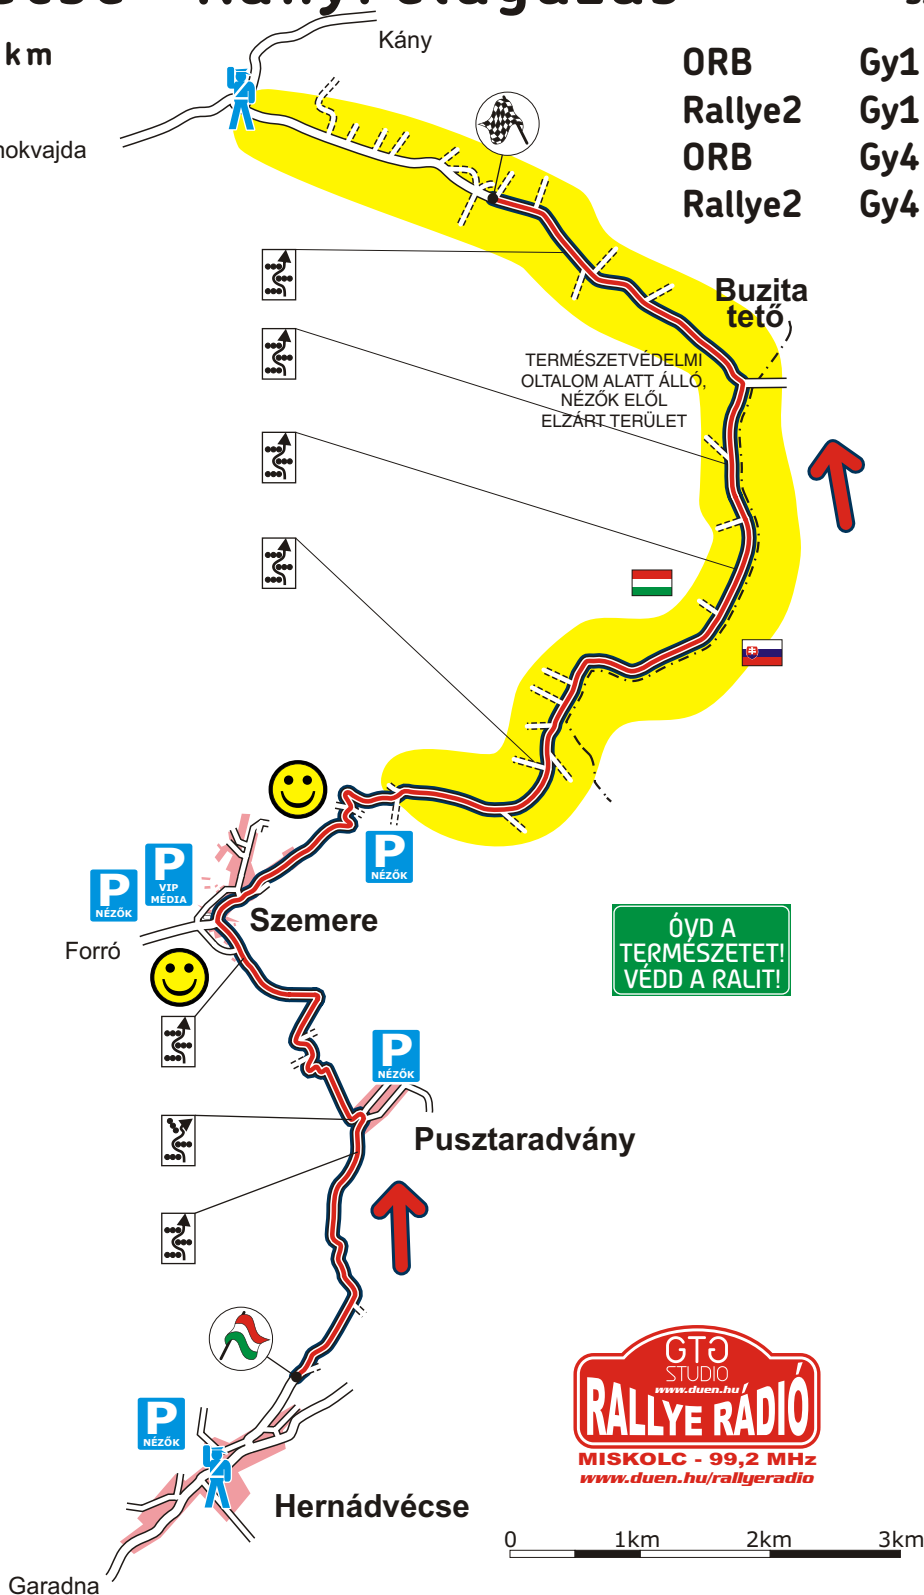 km
Kány
ORB Gy1
Rallye2 Gy1
ORB Gy4
Rallye2 Gy4
Buzita
tető
TERMÉSZETVÉDELMI
OLTALOM ALATT ÁLLÓ,
NÉZŐK ELŐL
ELZÁRT TERÜLET
P
NÉZŐK
P
VIP
MÉDIA
P
NÉZŐK
Szemere
Forró
ÓVD A
TERMÉSZETET!
VÉDD A RALIT!
P
NÉZŐK
Pusztaradvány
GTG
STUDIO
www.duen.hu
RALLYE RÁDIÓ
MISKOLC - 99,2 MHz
www.duen.hu/rallyeradio
P
NÉZŐK
Hernádvécse
0 1km 2km 3km
Garadna